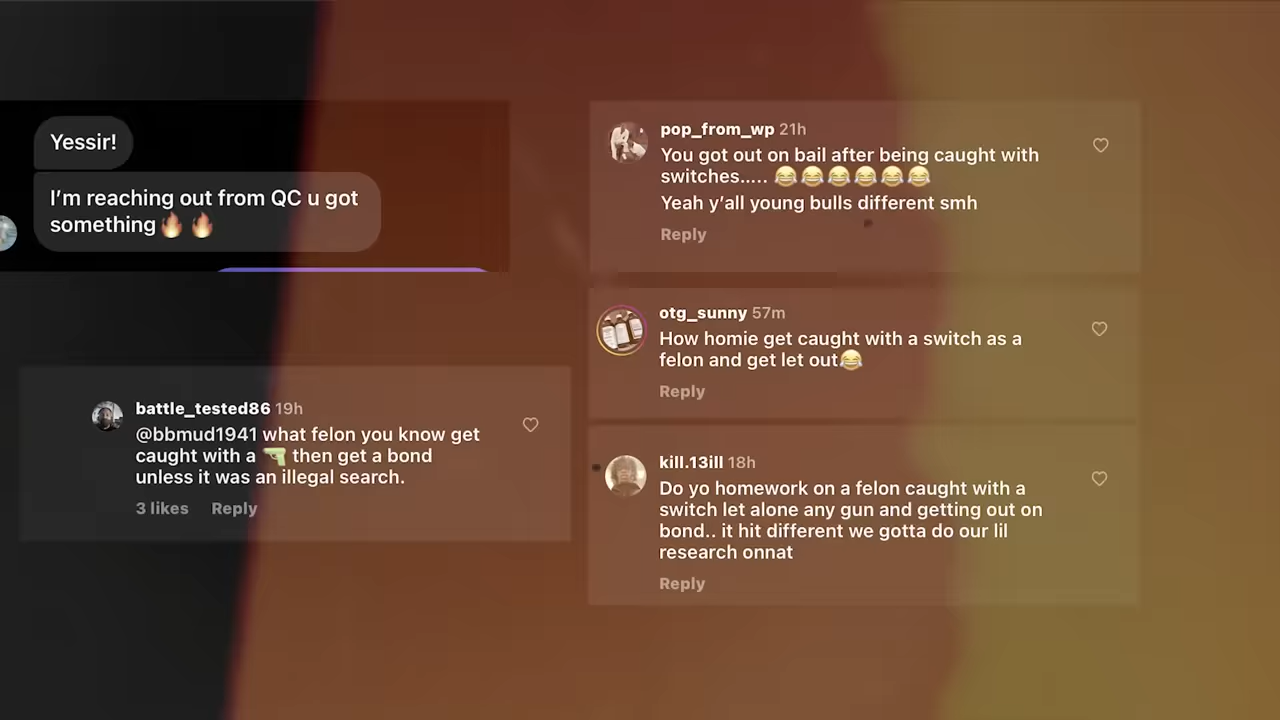 Yessir!
I’m reaching out from QC u got
something🔥 🔥
battle_tested86 19h
@bbmud1941 what felon you know get
caught with a 🔫 then get a bond
unless it was an illegal search.
3 likes Reply
pop_from_wp 21h
You got out on bail after being caught with
switches..... 😂😂😂😂😂😂
Yeah y’all young bulls different smh
Reply
otg_sunny 57m
How homie get caught with a switch as a
felon and get let out😂
Reply
kill.13ill 18h
Do yo homework on a felon caught with a
switch let alone any gun and getting out on
bond.. it hit different we gotta do our lil
research onnat
Reply